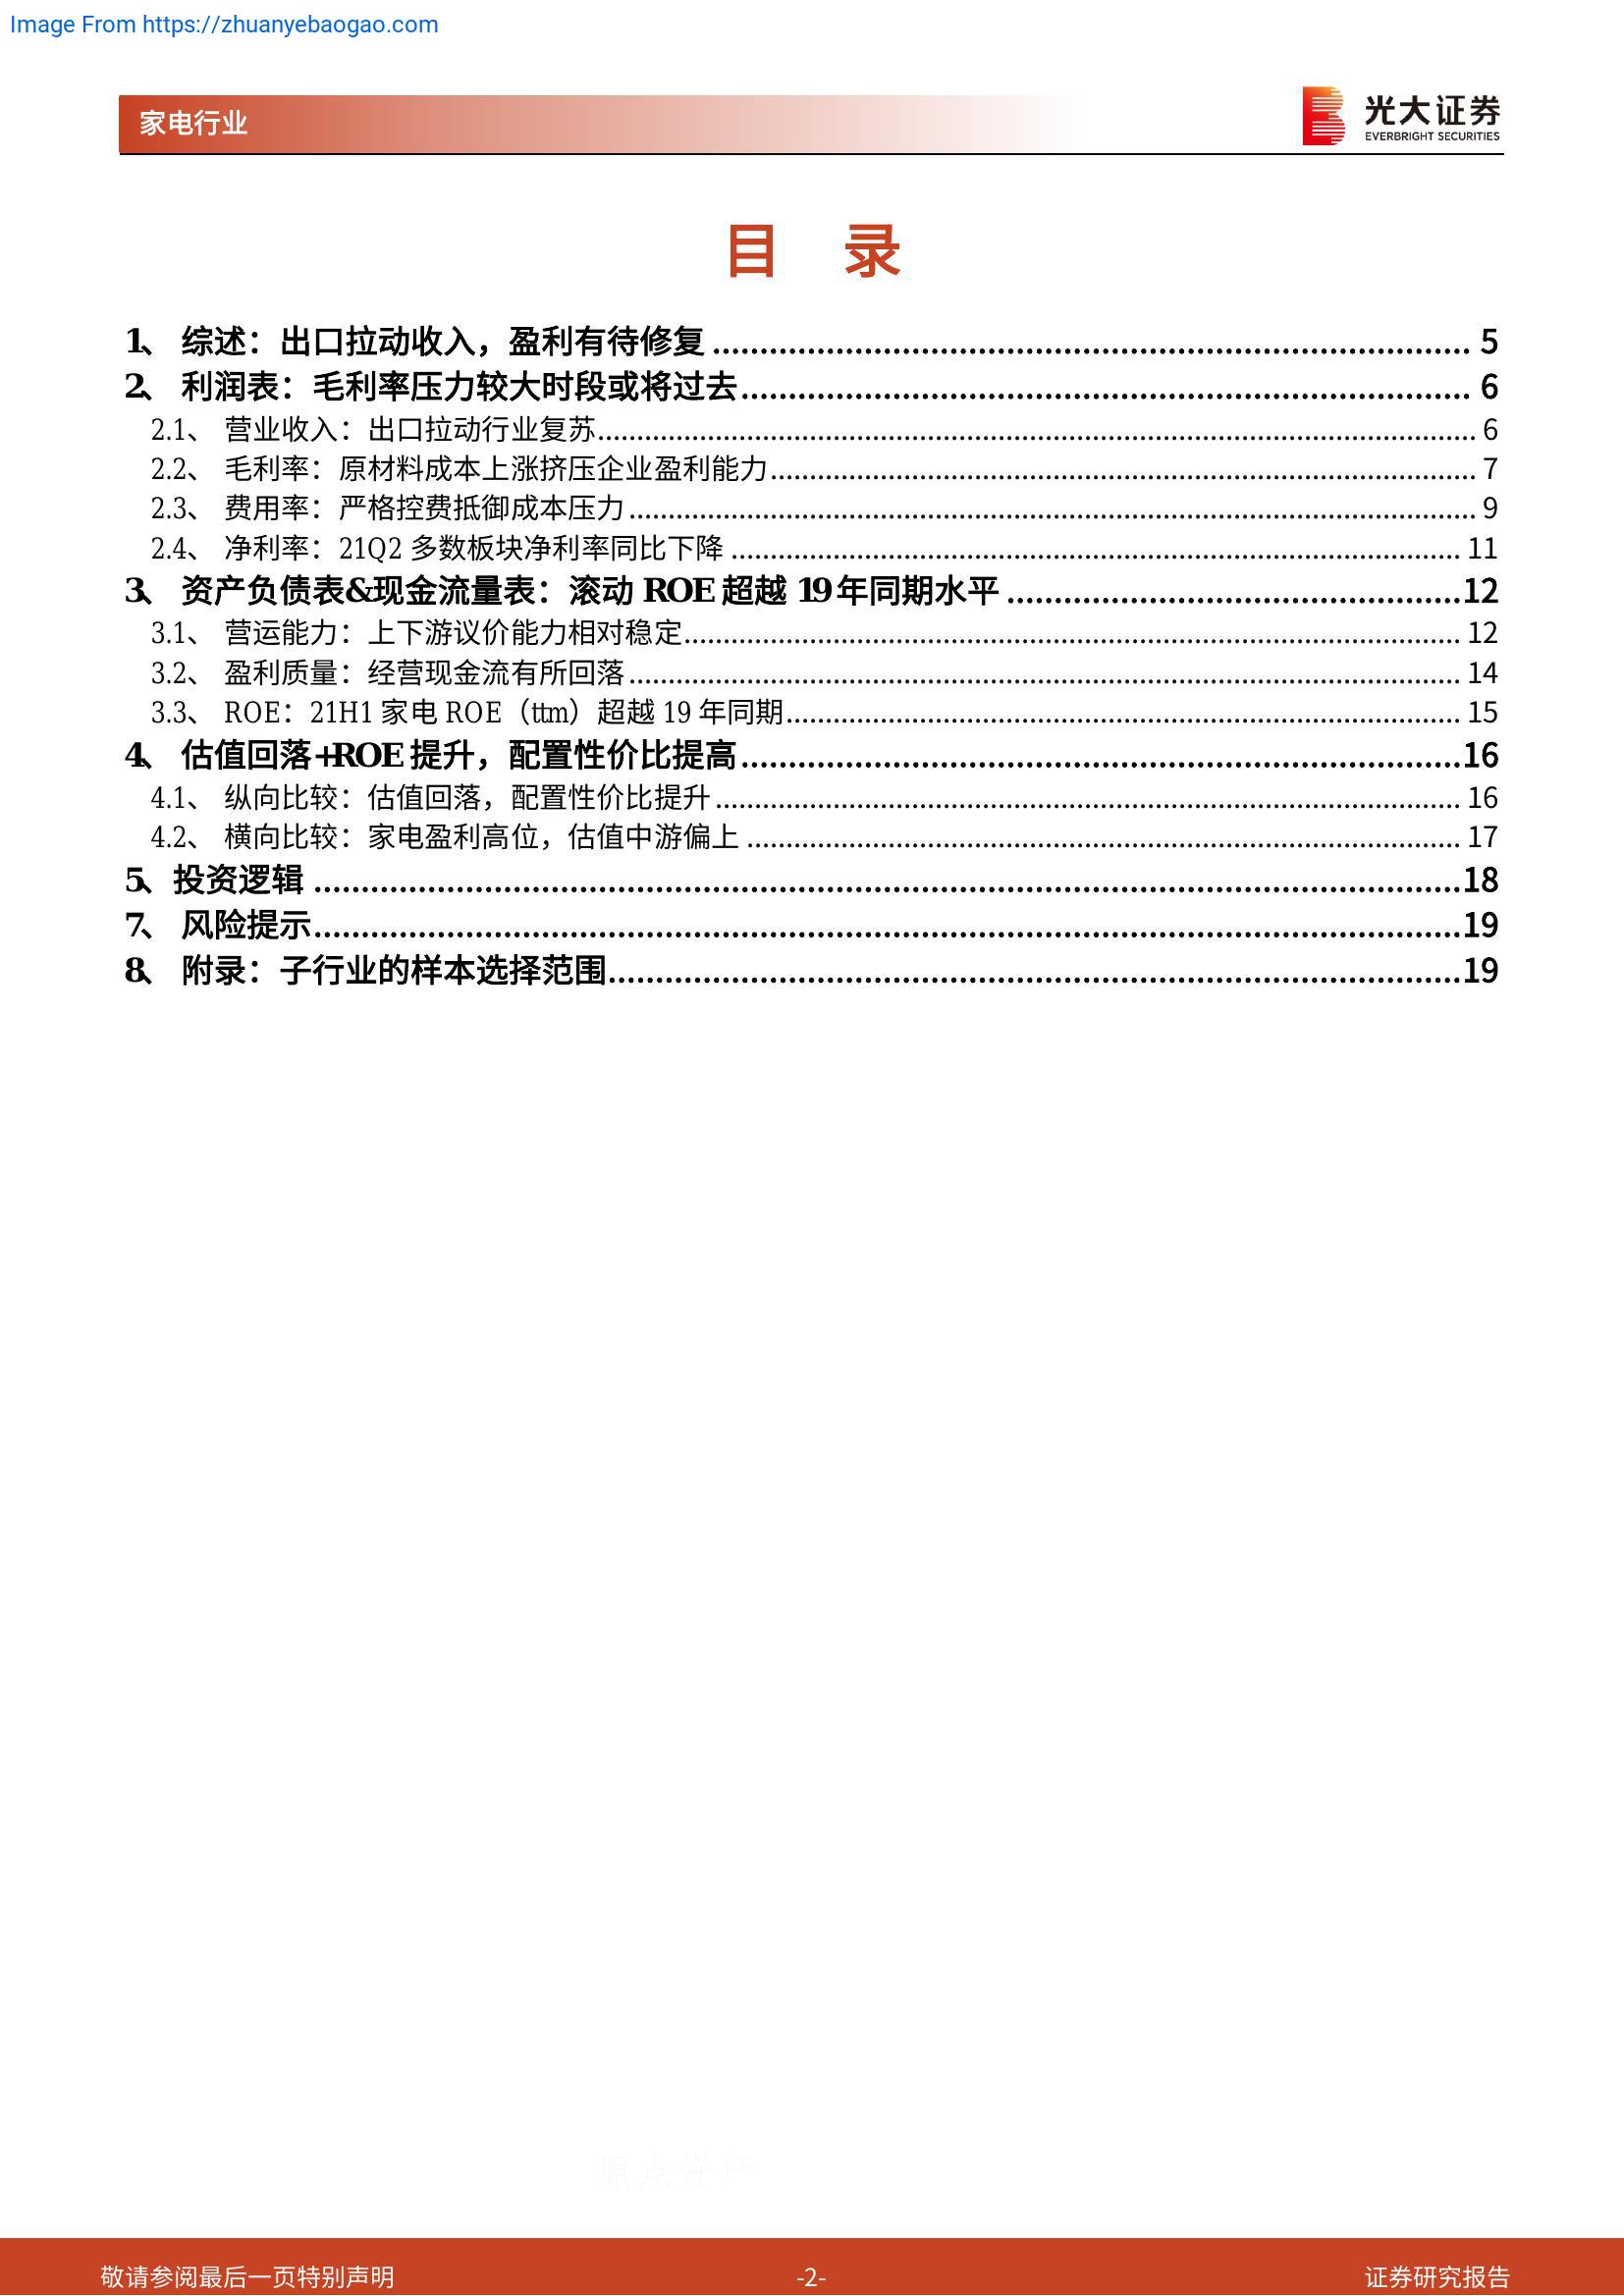 Image From https://zhuanyebaogao.com
家电行业
光大证券
EVERBRIGHT SECURITIES
目 录
1、 综述：出口拉动收入，盈利有待修复 5
2、 利润表：毛利率压力较大时段或将过去 6
2.1、 营业收入：出口拉动行业复苏 6
2.2、 毛利率：原材料成本上涨挤压企业盈利能力 7
2.3、 费用率：严格控费抵御成本压力 9
2.4、 净利率：21Q2 多数板块净利率同比下降 11
3、 资产负债表&现金流量表：滚动 ROE 超越 19 年同期水平 12
3.1、 营运能力：上下游议价能力相对稳定 12
3.2、 盈利质量：经营现金流有所回落 14
3.3、 ROE：21H1 家电 ROE（ttm）超越 19 年同期 15
4、 估值回落+ROE 提升，配置性价比提高 16
4.1、 纵向比较：估值回落，配置性价比提升 16
4.2、 横向比较：家电盈利高位，估值中游偏上 17
5、投资逻辑 18
7、 风险提示 19
8、 附录：子行业的样本选择范围 19
原点资产
敬请参阅最后一页特别声明
-2-
证券研究报告